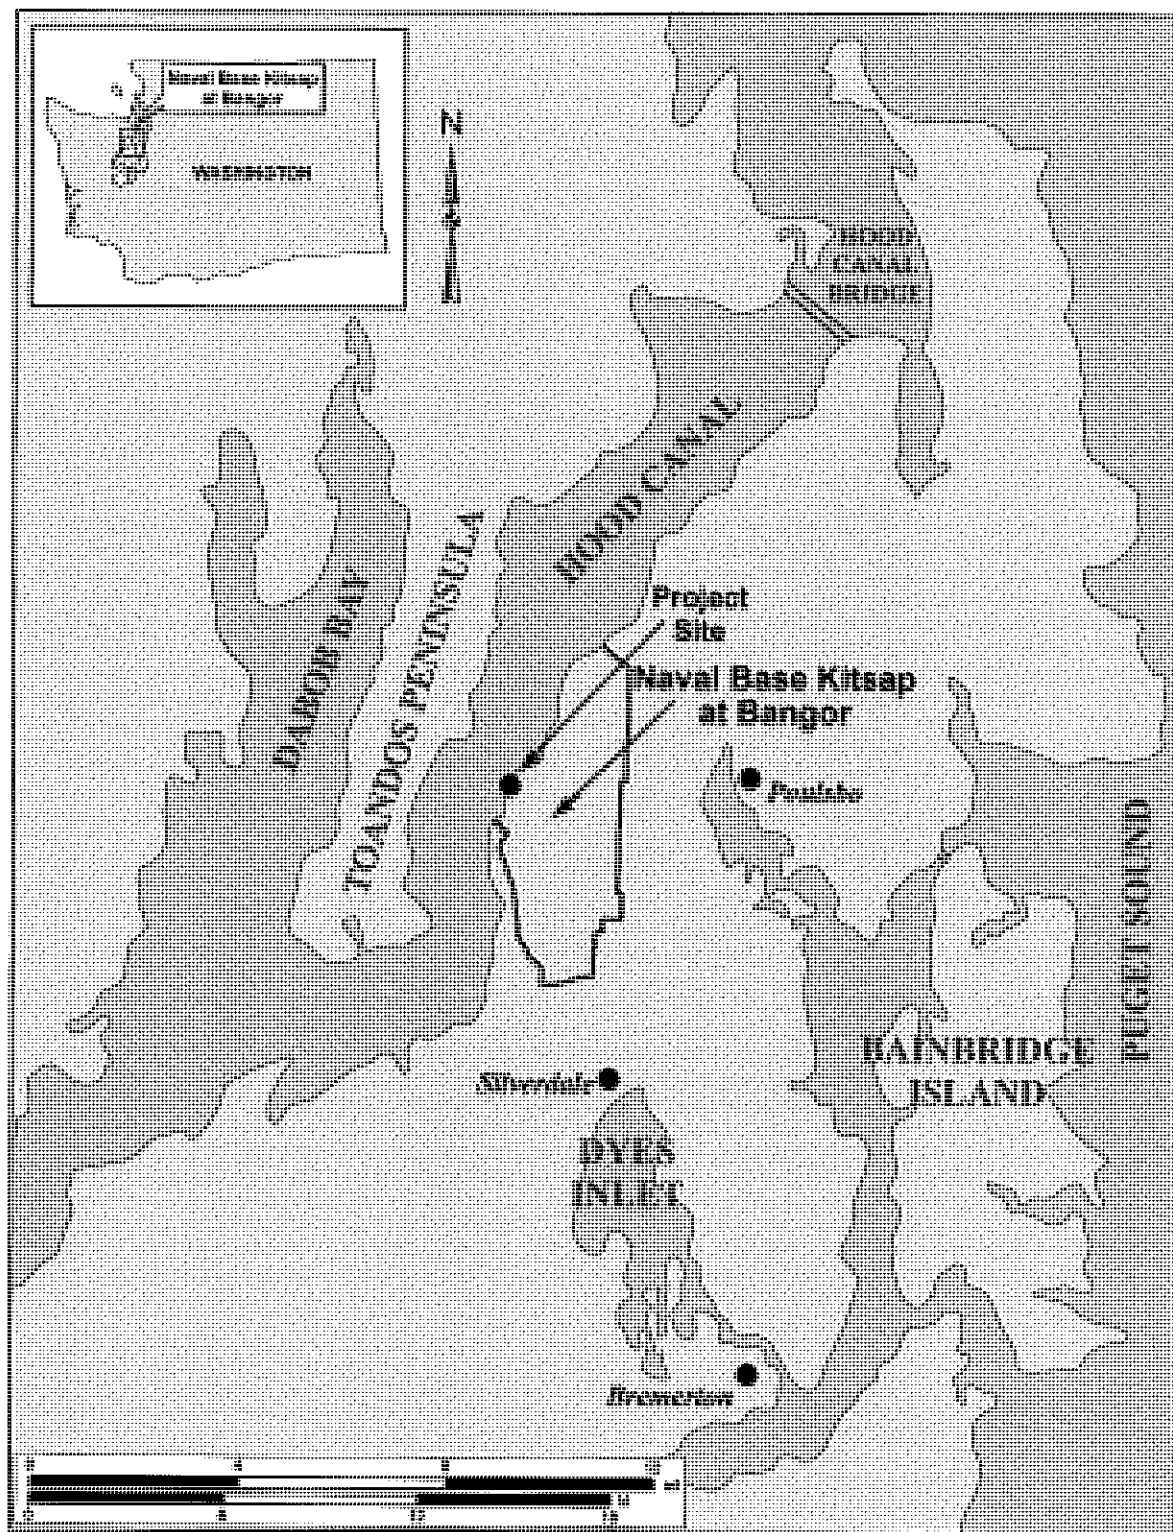 Naval Base Kitsap
at Bangor
WASHINGTON
N
HOOD
CANAL
BRIDGE
HOOD CANAL
DABOB BAY
TOANDOS PENINSULA
Project
Site
Naval Base Kitsap
at Bangor
Poulsbo
PUGET SOUND
BAINBRIDGE
ISLAND
Silverdale
DYES
INLET
Bremerton